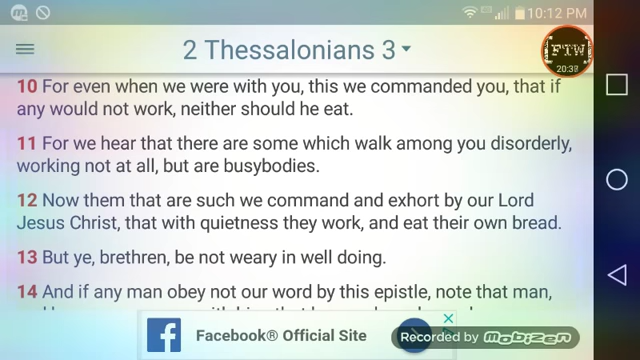 10:12 PM
2 Thessalonians 3
FTW
20:38
10 For even when we were with you, this we commanded you, that if
any would not work, neither should he eat.
11 For we hear that there are some which walk among you disorderly,
working not at all, but are busybodies.
12 Now them that are such we command and exhort by our Lord
Jesus Christ, that with quietness they work, and eat their own bread.
13 But ye, brethren, be not weary in well doing.
14 And if any man obey not our word by this epistle, note that man,
Facebook® Official Site
Recorded by Mobizen